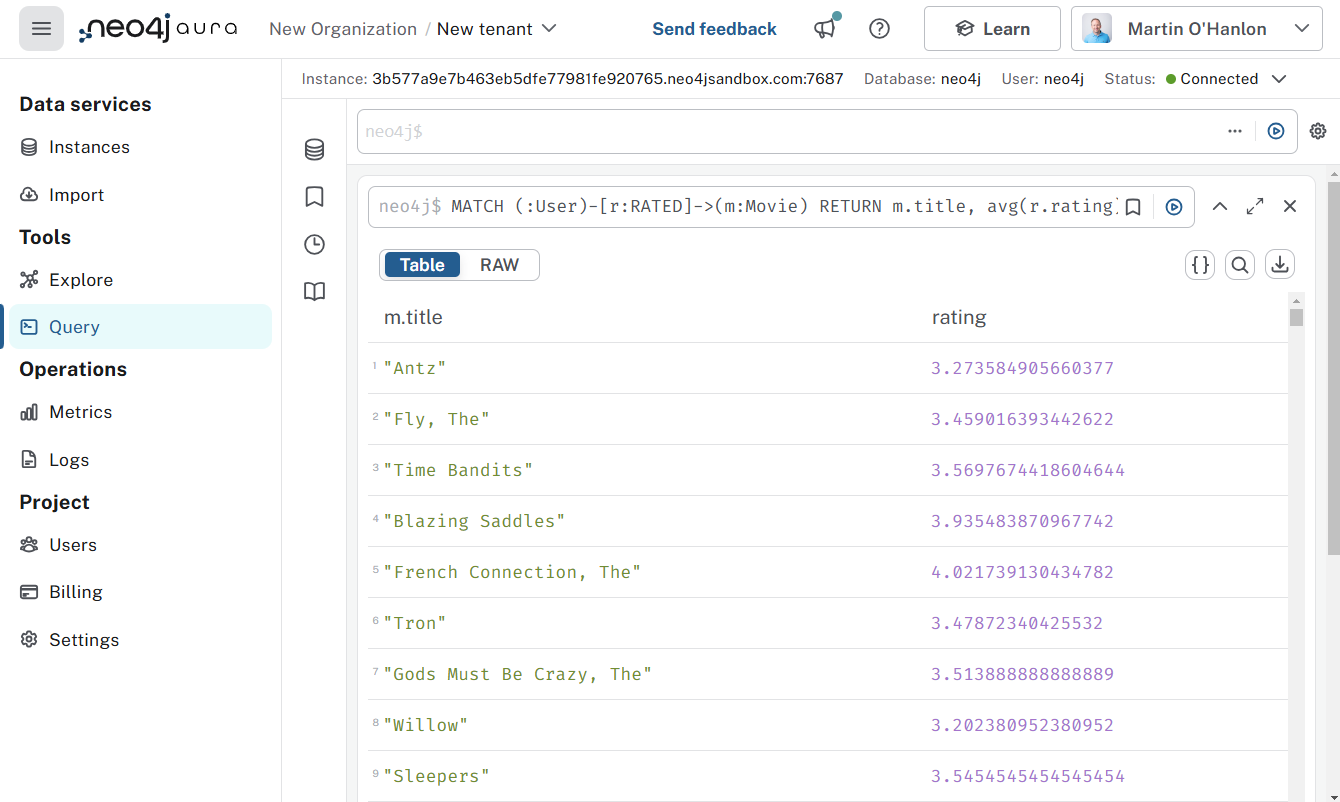 neo4j aura New Organization / New tenant Send feedback Learn Martin O'Hanlon
Instance: 3b577a9e7b463eb5dfe77981fe920765.neo4jsandbox.com:7687 Database: neo4j User: neo4j Status: Connected
Data services
Instances
Import
Tools
Explore
Query
Operations
Metrics
Logs
Project
Users
Billing
Settings
neo4j$
neo4j$ MATCH (:User)-[r:RATED]->(m:Movie) RETURN m.title, avg(r.rating)
Table RAW
{}
m.title rating
1 "Antz" 3.273584905660377
2 "Fly, The" 3.459016393442622
3 "Time Bandits" 3.5697674418604644
4 "Blazing Saddles" 3.935483870967742
5 "French Connection, The" 4.021739130434782
6 "Tron" 3.47872340425532
7 "Gods Must Be Crazy, The" 3.513888888888889
8 "Willow" 3.202380952380952
9 "Sleepers" 3.5454545454545454